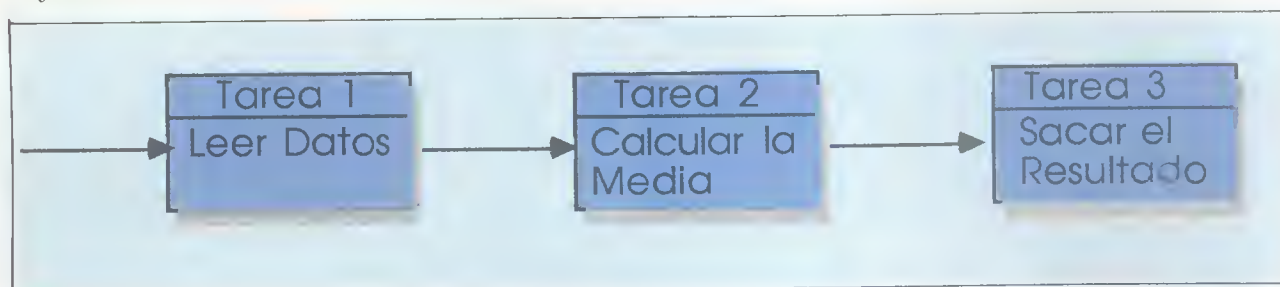 Tarea 1
Leer Datos
Tarea 2
Calcular la
Media
Tarea 3
Sacar el
Resultado